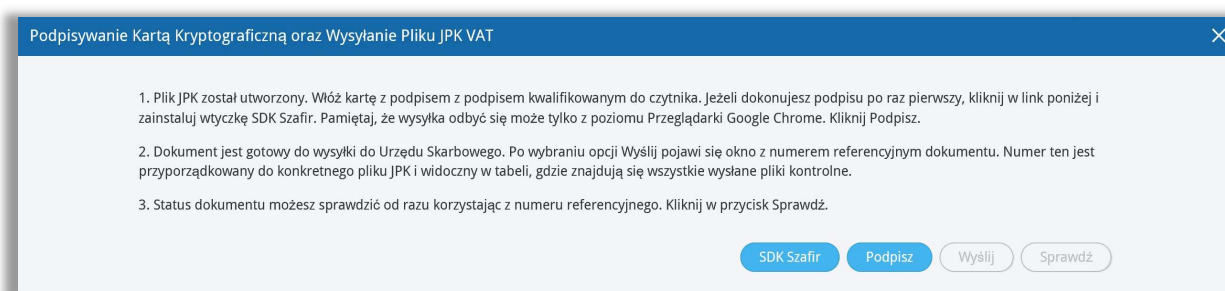 Podpisywanie Kartą Kryptograficzną oraz Wysyłanie Pliku JPK VAT
1. Plik JPK został utworzony. Włóż kartę z podpisem z podpisem kwalifikowanym do czytnika. Jeżeli dokonujesz podpisu po raz pierwszy, kliknij w link poniżej i
zainstaluj wtyczkę SDK Szafir. Pamiętaj, że wysyłka odbyć się może tylko z poziomu Przeglądarki Google Chrome. Kliknij Podpisz.
2. Dokument jest gotowy do wysyłki do Urzędu Skarbowego. Po wybraniu opcji Wyślij pojawi się okno z numerem referencyjnym dokumentu. Numer ten jest
przyporządkowany do konkretnego pliku JPK i widoczny w tabeli, gdzie znajdują się wszystkie wysłane pliki kontrolne.
3. Status dokumentu możesz sprawdzić od razu korzystając z numeru referencyjnego. Kliknij w przycisk Sprawdź.
SDK Szafir Podpisz Wyślij Sprawdź